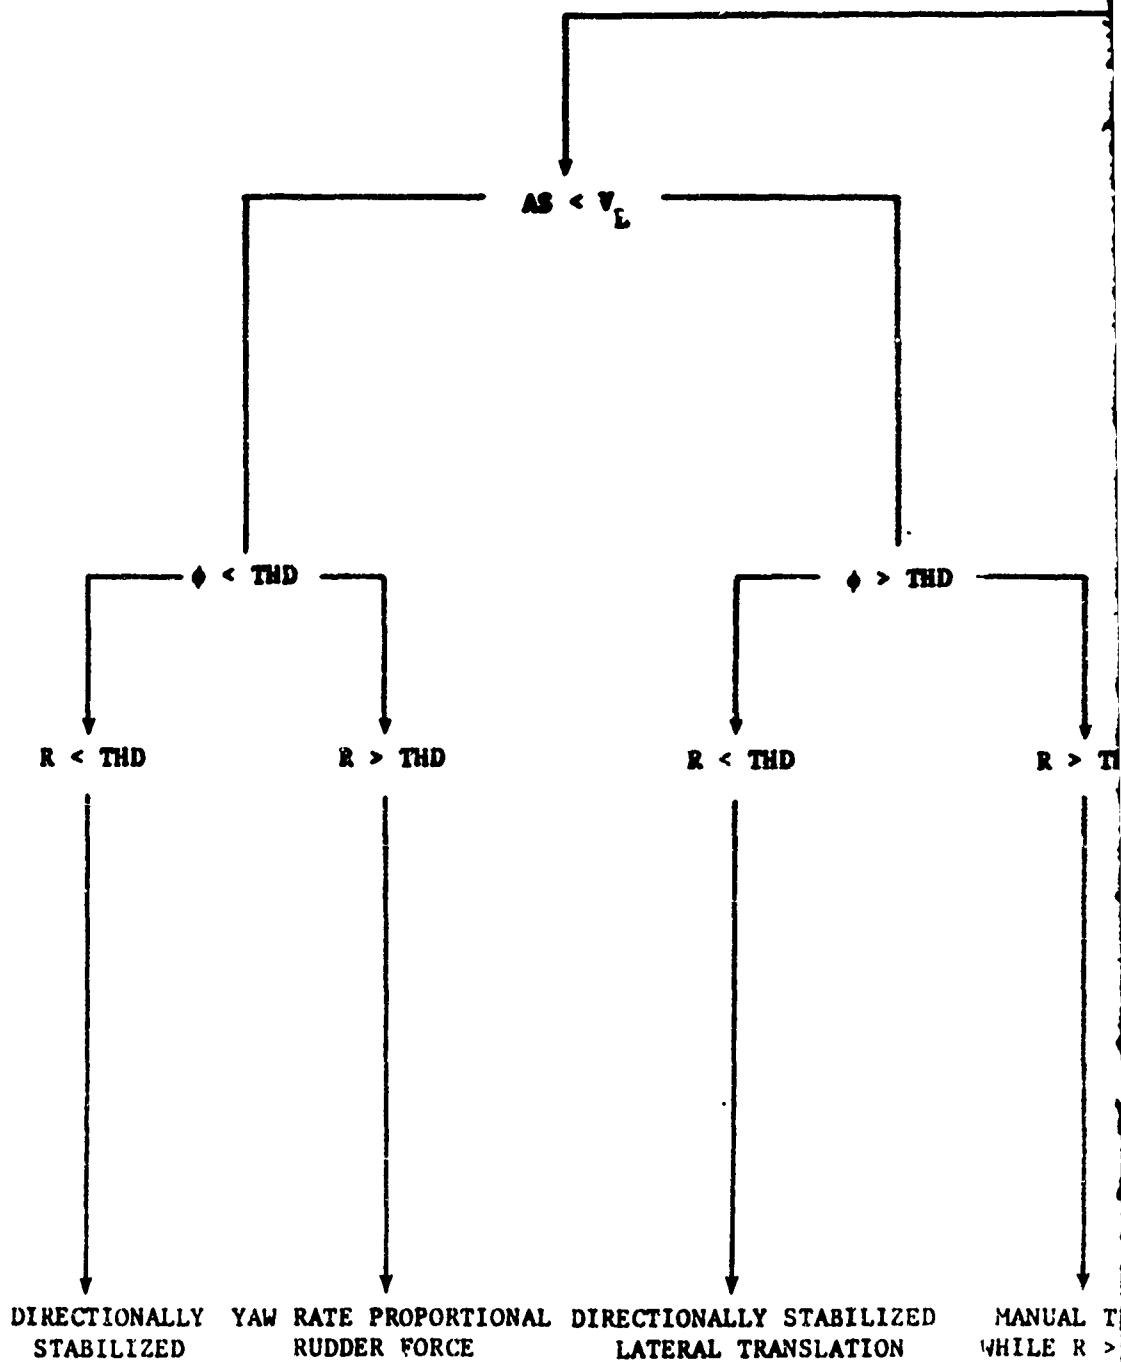 AS < V_L
ϕ < THD
ϕ > THD
R < THD
R > THD
R < THD
R >
DIRECTIONALLY
STABILIZED
YAW RATE PROPORTIONAL
RUDDER FORCE
DIRECTIONALLY STABILIZED
LATERAL TRANSLATION
MANUAL
WHILE R >